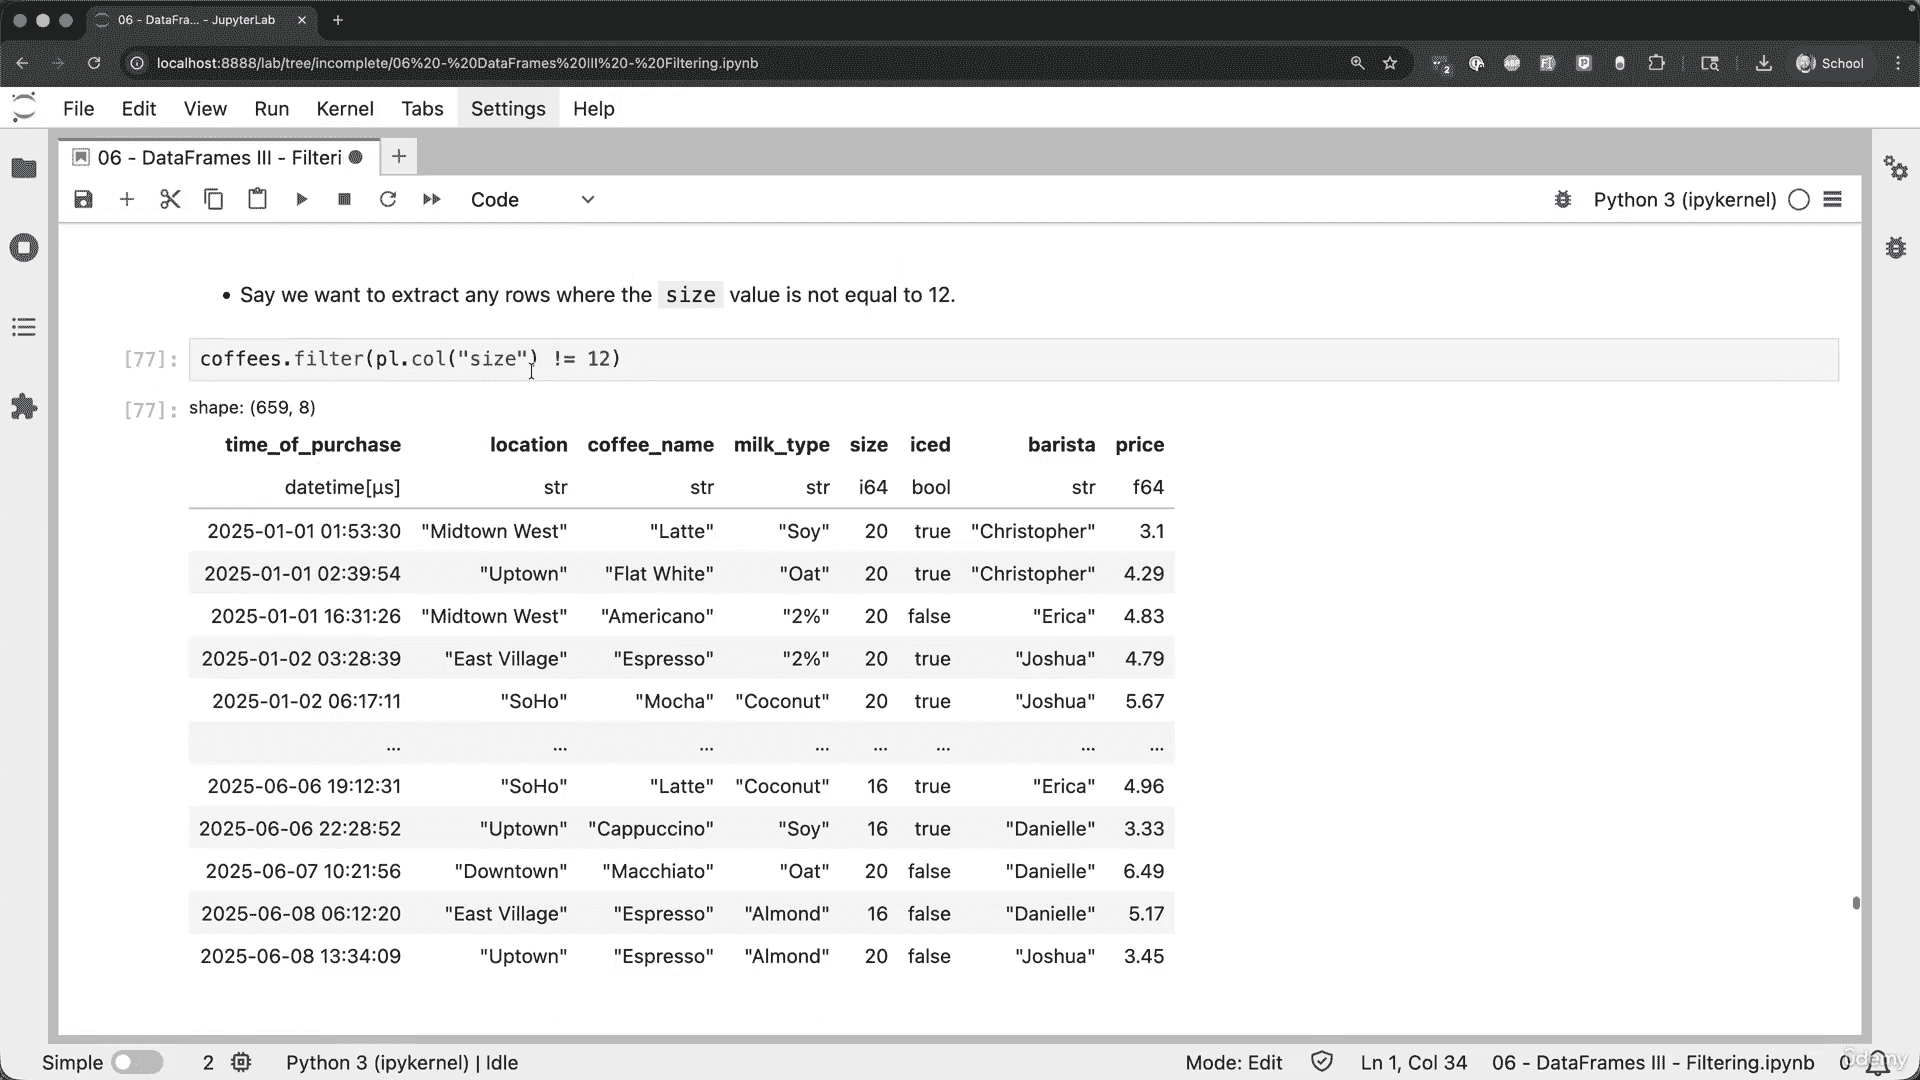 06 - DataFra... - JupyterLab
localhost:8888/lab/tree/incomplete/06%20-%20DataFrames%20III%20-%20Filtering.ipynb
2
ABP
School
File Edit View Run Kernel Tabs Settings Help
06 - DataFrames III - Filteri
Code
Python 3 (ipykernel)
• Say we want to extract any rows where the size value is not equal to 12.
[77]: coffees.filter(pl.col("size") != 12)
[77]: shape: (659, 8)
time_of_purchase location coffee_name milk_type size iced barista price
datetime[μs] str str str i64 bool str f64
2025-01-01 01:53:30 "Midtown West" "Latte" "Soy" 20 true "Christopher" 3.1
2025-01-01 02:39:54 "Uptown" "Flat White" "Oat" 20 true "Christopher" 4.29
2025-01-01 16:31:26 "Midtown West" "Americano" "2%" 20 false "Erica" 4.83
2025-01-02 03:28:39 "East Village" "Espresso" "2%" 20 true "Joshua" 4.79
2025-01-02 06:17:11 "SoHo" "Mocha" "Coconut" 20 true "Joshua" 5.67
... ... ... ... ... ... ... ...
2025-06-06 19:12:31 "SoHo" "Latte" "Coconut" 16 true "Erica" 4.96
2025-06-06 22:28:52 "Uptown" "Cappuccino" "Soy" 16 true "Danielle" 3.33
2025-06-07 10:21:56 "Downtown" "Macchiato" "Oat" 20 false "Danielle" 6.49
2025-06-08 06:12:20 "East Village" "Espresso" "Almond" 16 false "Danielle" 5.17
2025-06-08 13:34:09 "Uptown" "Espresso" "Almond" 20 false "Joshua" 3.45
Simple 2 Python 3 (ipykernel) | Idle Mode: Edit Ln 1, Col 34 06 - DataFrames III - Filtering.ipynb 0
Udemy